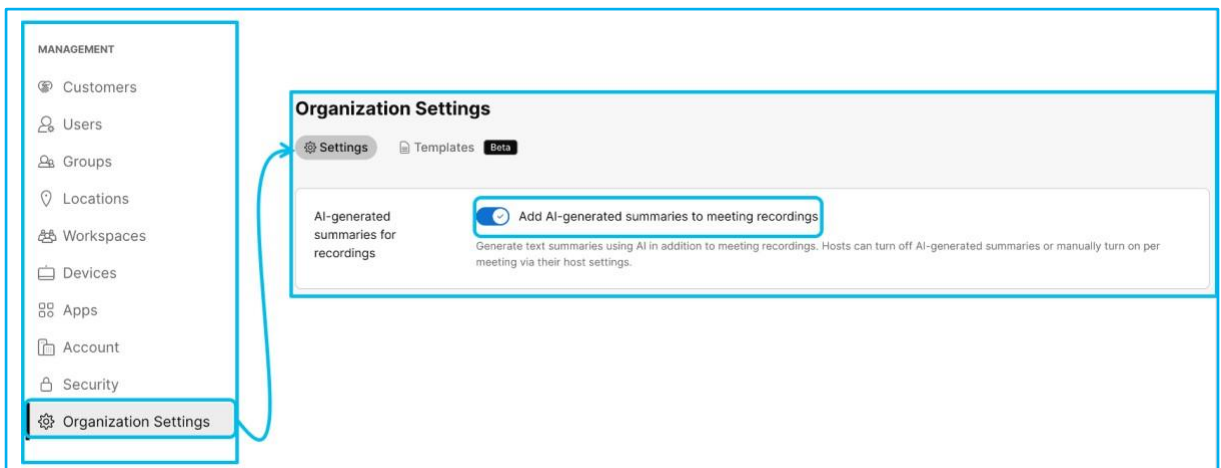 MANAGEMENT
Customers
Users
Groups
Locations
Workspaces
Devices
Apps
Account
Security
Organization Settings
Organization Settings
Settings
Templates Beta
AI-generated
summaries for
recordings
Add AI-generated summaries to meeting recordings
Generate text summaries using AI in addition to meeting recordings. Hosts can turn off AI-generated summaries or manually turn on per
meeting via their host settings.